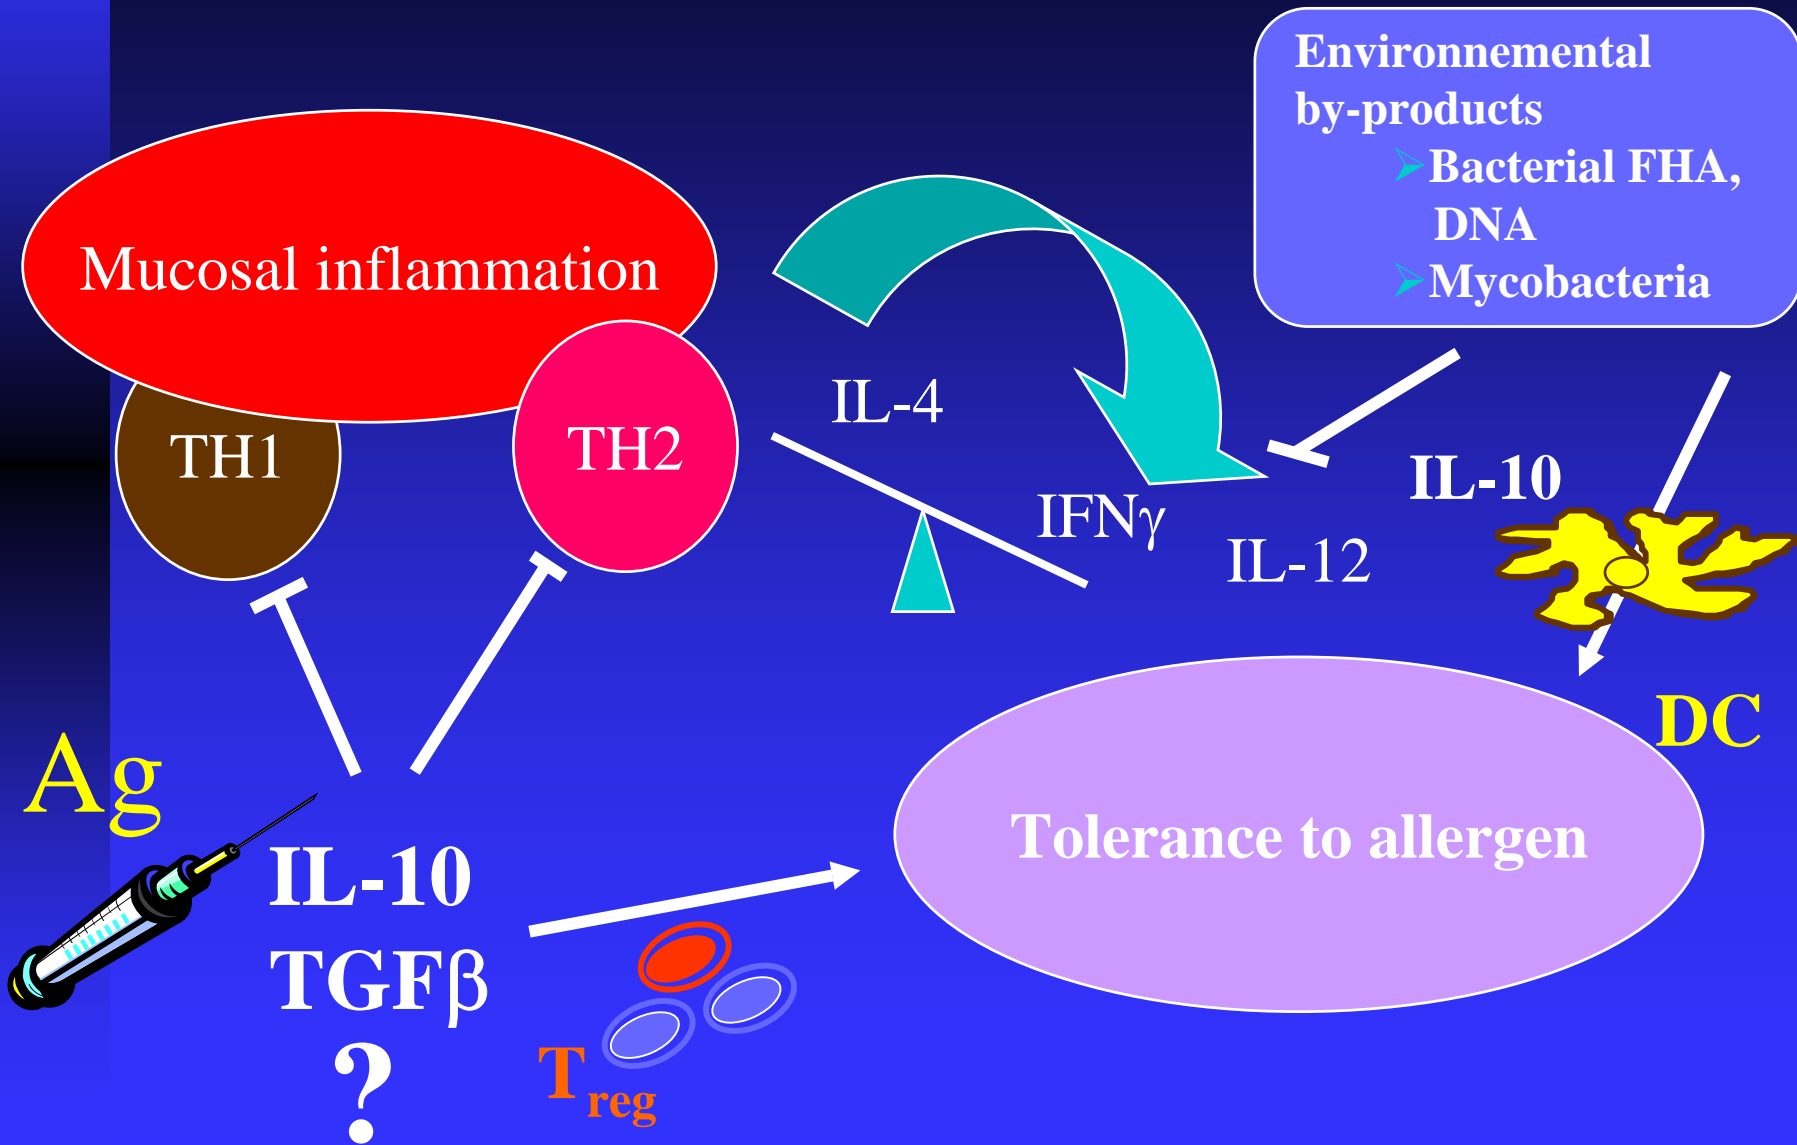 Environnemental
by-products
➢Bacterial FHA,
DNA
➢Mycobacteria
Mucosal inflammation
TH1
TH2
IL-4
IFNγ
IL-12
IL-10
DC
Ag
IL-10
TGFβ
?
Treg
Tolerance to allergen